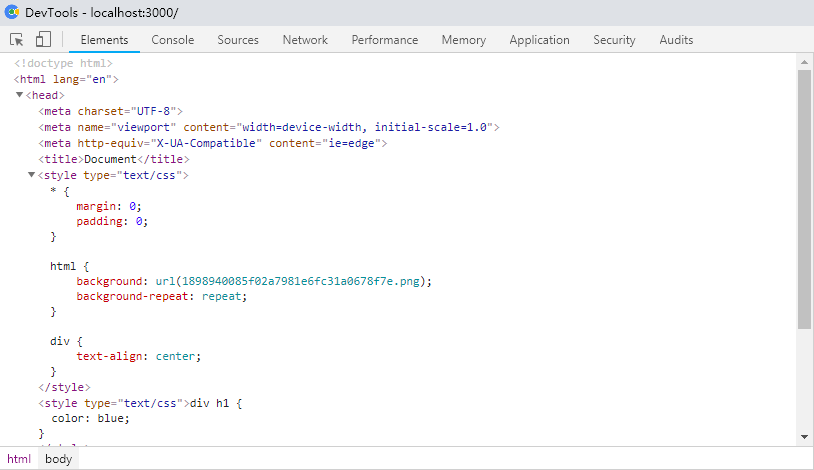 DevTools - localhost:3000/
Elements Console Sources Network Performance Memory Application Security Audits
<!doctype html>
<html lang="en">
<head>
<meta charset="UTF-8">
<meta name="viewport" content="width=device-width, initial-scale=1.0">
<meta http-equiv="X-UA-Compatible" content="ie=edge">
<title>Document</title>
<style type="text/css">
* {
margin: 0;
padding: 0;
}
html {
background: url(1898940085f02a7981e6fc31a0678f7e.png);
background-repeat: repeat;
}
div {
text-align: center;
}
</style>
<style type="text/css">div h1 {
color: blue;
}
html body